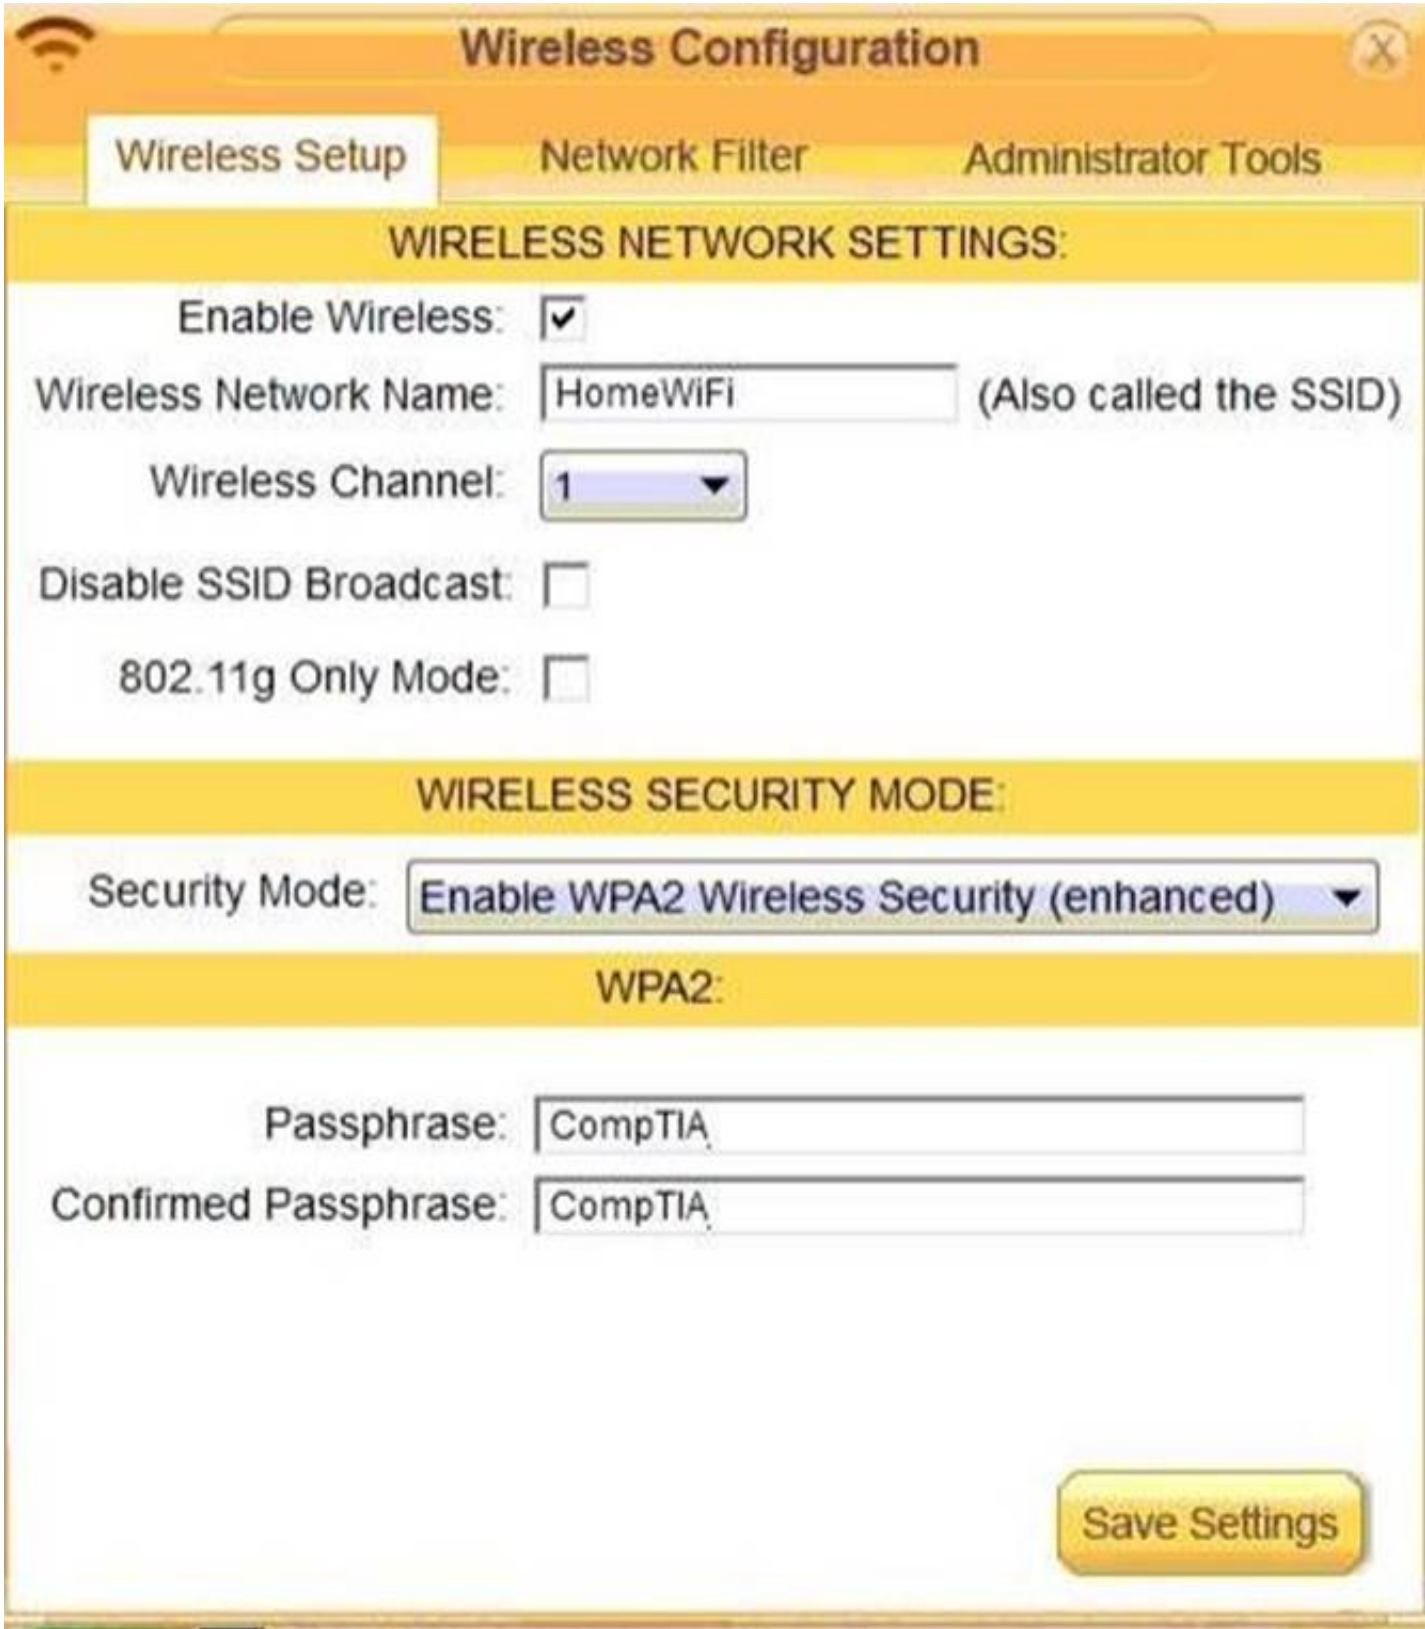 Wireless Configuration
X
Wireless Setup Network Filter Administrator Tools
WIRELESS NETWORK SETTINGS:
Enable Wireless:
Wireless Network Name: HomeWiFi (Also called the SSID)
Wireless Channel: 1
Disable SSID Broadcast:
802.11g Only Mode:
WIRELESS SECURITY MODE:
Security Mode: Enable WPA2 Wireless Security (enhanced)
WPA2:
Passphrase: CompTIA
Confirmed Passphrase: CompTIA
Save Settings